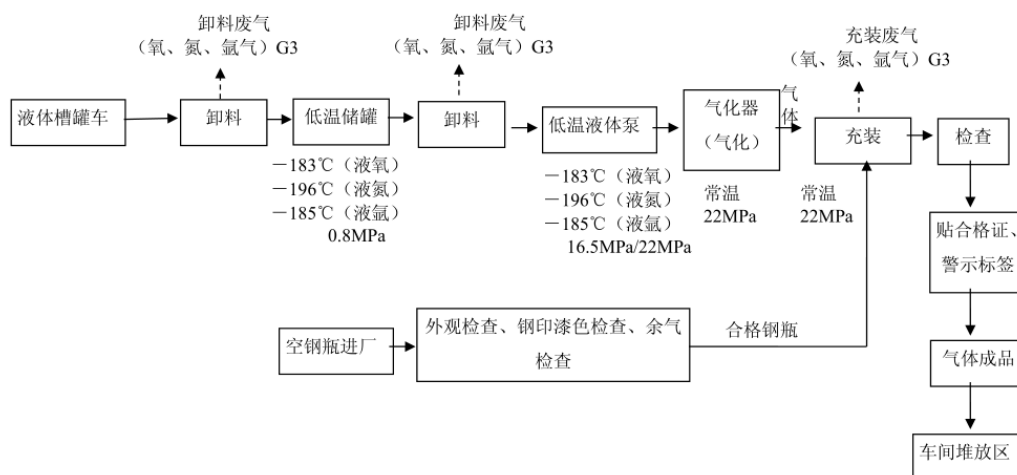 卸料废气
（氧、氮、氩气）G3
卸料废气
（氧、氮、氩气）G3
充装废气
（氧、氮、氩气）G3
液体槽罐车
卸料
低温储罐
卸料
低温液体泵
气化器
（气化）
气体
充装
检查
－183℃（液氧）
－196℃（液氮）
－185℃（液氩）
0.8MPa
－183℃（液氧）
－196℃（液氮）
－185℃（液氩）
16.5MPa/22MPa
常温
22MPa
常温
22MPa
贴合格证、
警示标签
空钢瓶进厂
外观检查、钢印漆色检查、余气
检查
合格钢瓶
气体成品
车间堆放区